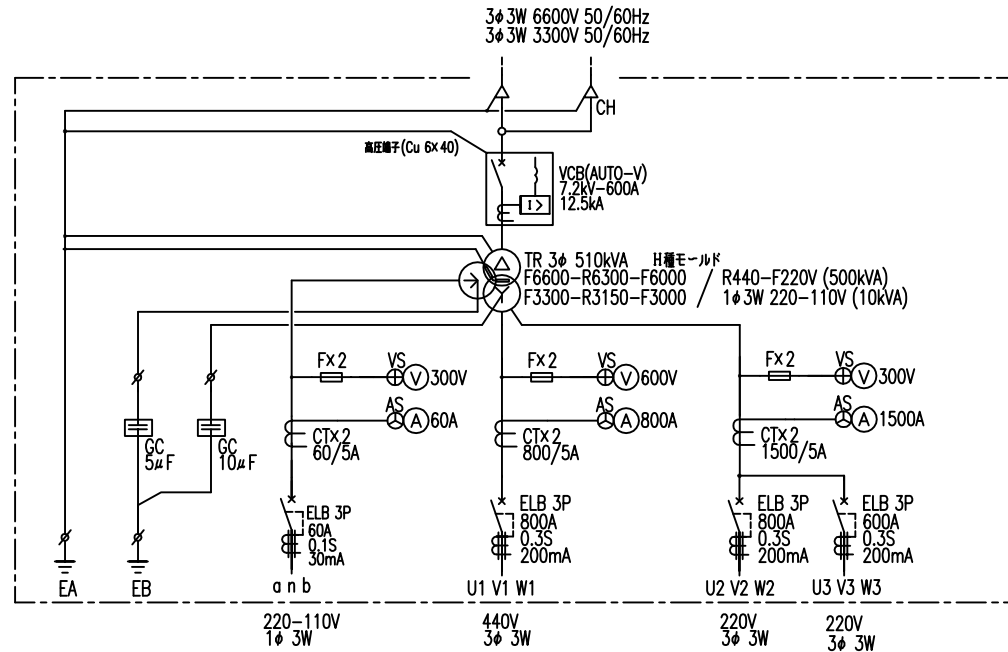 3φ3W 6600V 50/60Hz
3φ3W 3300V 50/60Hz
CH
高圧端子(Cu 6×40)
VCB(AUTO-V)
7.2kV-600A
12.5kA
I>
TR 3φ 510kVA H種モールド
F6600-R6300-F6000 / R440-F220V (500kVA)
F3300-R3150-F3000 / 1φ3W 220-110V (10kVA)
F×2 VS V 300V
AS A 60A
CT×2
60/5A
F×2 VS V 600V
AS A 800A
CT×2
800/5A
F×2 VS V 300V
AS A 1500A
CT×2
1500/5A
GC
5μF
GC
10μF
ELB 3P
60A
0.1S
30mA
ELB 3P
800A
0.3S
200mA
ELB 3P
800A
0.3S
200mA
ELB 3P
600A
0.3S
200mA
EA EB a n b U1 V1 W1 U2 V2 W2 U3 V3 W3
220-110V
1φ 3W
440V
3φ 3W
220V
3φ 3W
220V
3φ 3W